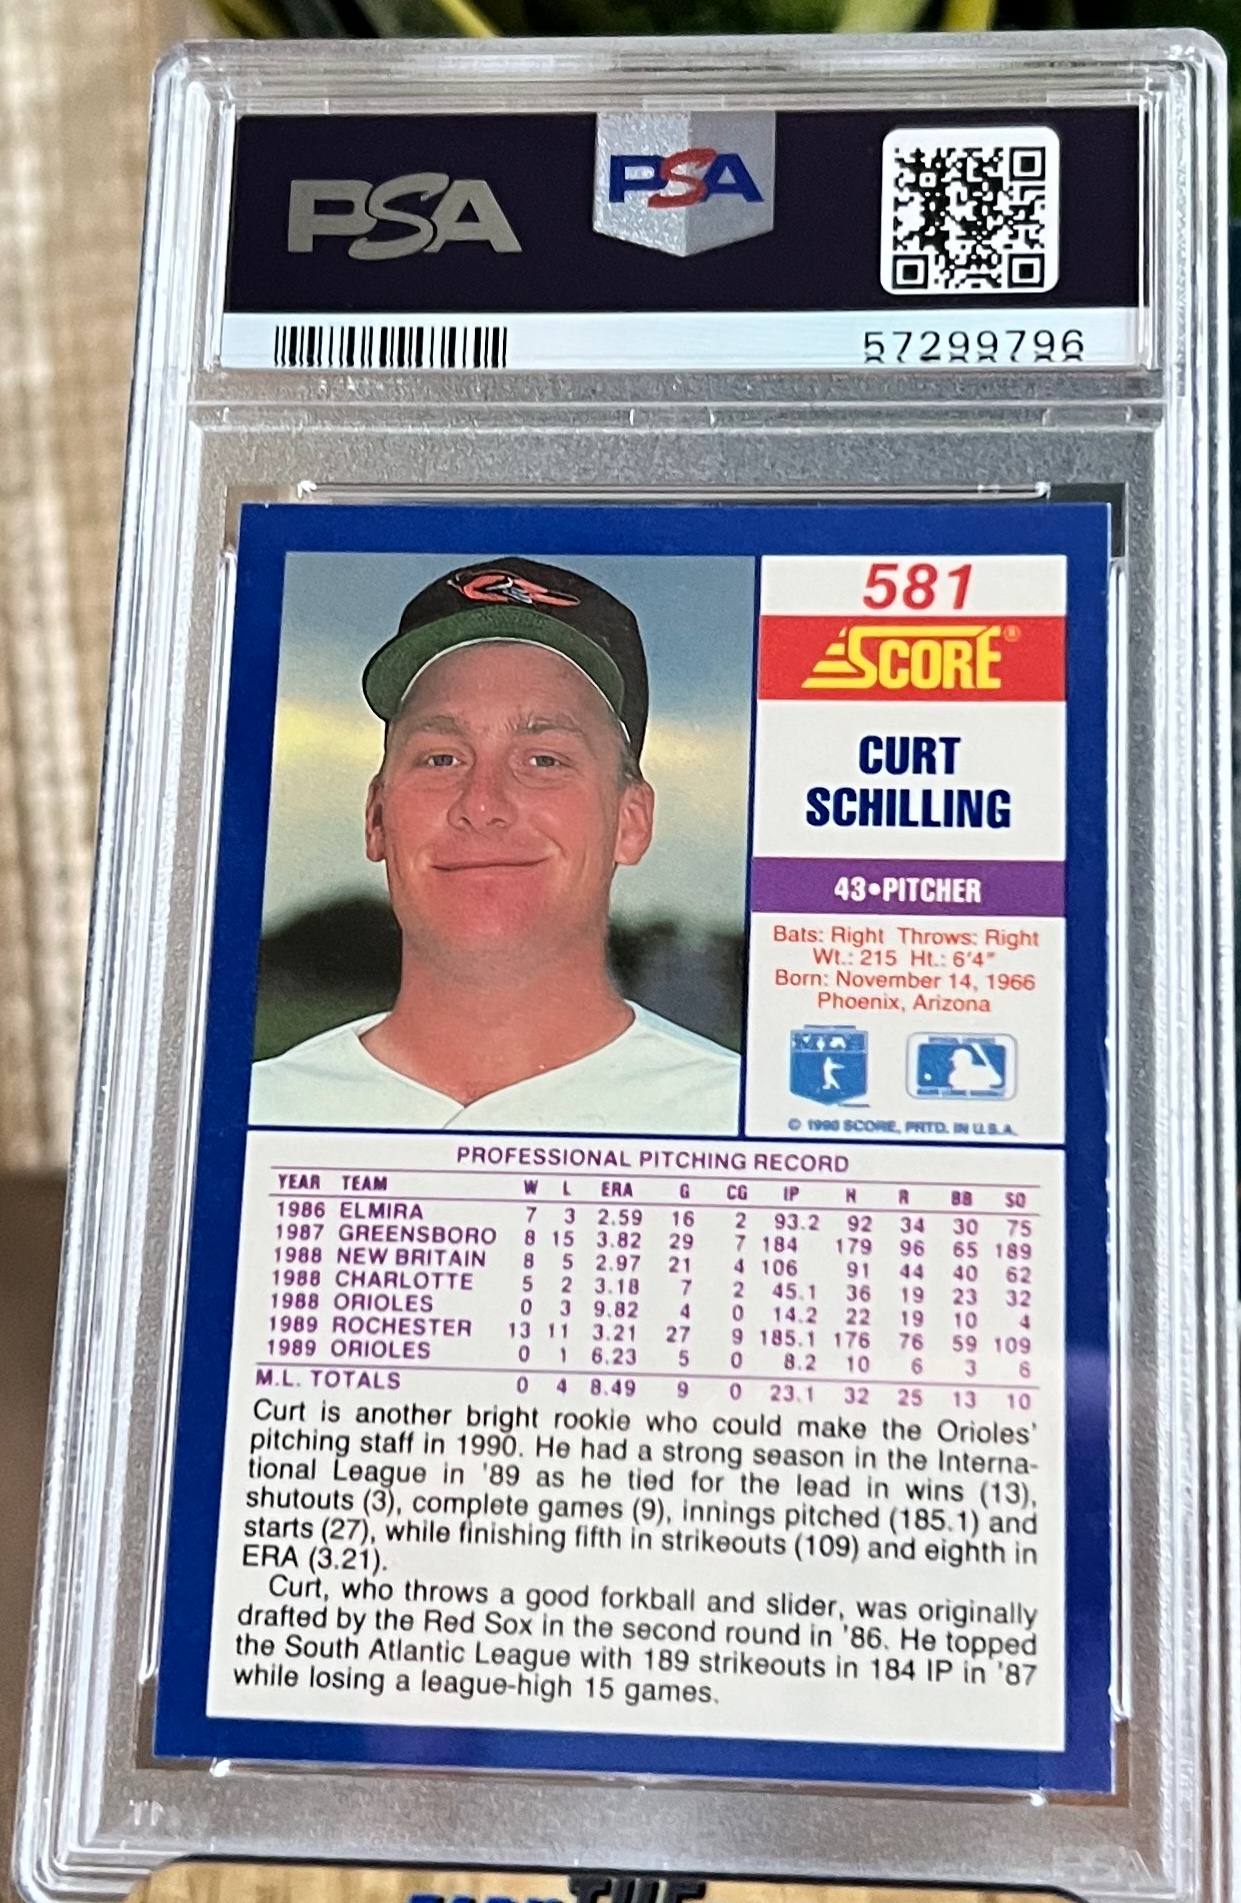 PSA PSA
57299796
581
SCORE®
CURT
SCHILLING
43•PITCHER
Bats: Right Throws: Right
Wt.: 215 Ht.: 6'4"
Born: November 14, 1966
Phoenix, Arizona
© 1990 SCORE, PRTD. IN U.S.A.
PROFESSIONAL PITCHING RECORD
YEAR TEAM W L ERA G CG IP H R BB SO
1986 ELMIRA 7 3 2.59 16 2 93.2 92 34 30 75
1987 GREENSBORO 8 15 3.82 29 7 184 179 96 65 189
1988 NEW BRITAIN 8 5 2.97 21 4 106 91 44 40 62
1988 CHARLOTTE 5 2 3.18 7 2 45.1 36 19 23 32
1988 ORIOLES 0 3 9.82 4 0 14.2 22 19 10 4
1989 ROCHESTER 13 11 3.21 27 9 185.1 176 76 59 109
1989 ORIOLES 0 1 6.23 5 0 8.2 10 6 3 6
M.L. TOTALS 0 4 8.49 9 0 23.1 32 25 13 10
Curt is another bright rookie who could make the Orioles'
pitching staff in 1990. He had a strong season in the Interna-
tional League in '89 as he tied for the lead in wins (13),
shutouts (3), complete games (9), innings pitched (185.1) and
starts (27), while finishing fifth in strikeouts (109) and eighth in
ERA (3.21).
Curt, who throws a good forkball and slider, was originally
drafted by the Red Sox in the second round in '86. He topped
the South Atlantic League with 189 strikeouts in 184 IP in '87
while losing a league-high 15 games.
PSA